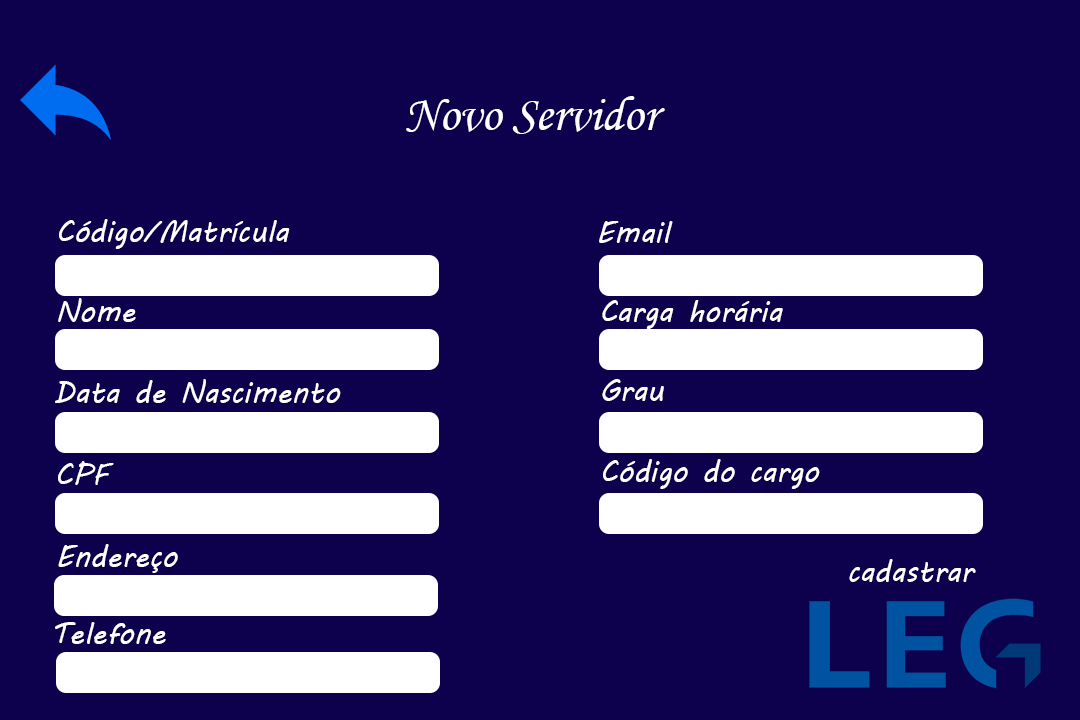 Novo Servidor
Código/Matrícula
Nome
Data de Nascimento
CPF
Endereço
Telefone
Email
Carga horária
Grau
Código do cargo
cadastrar
LEG